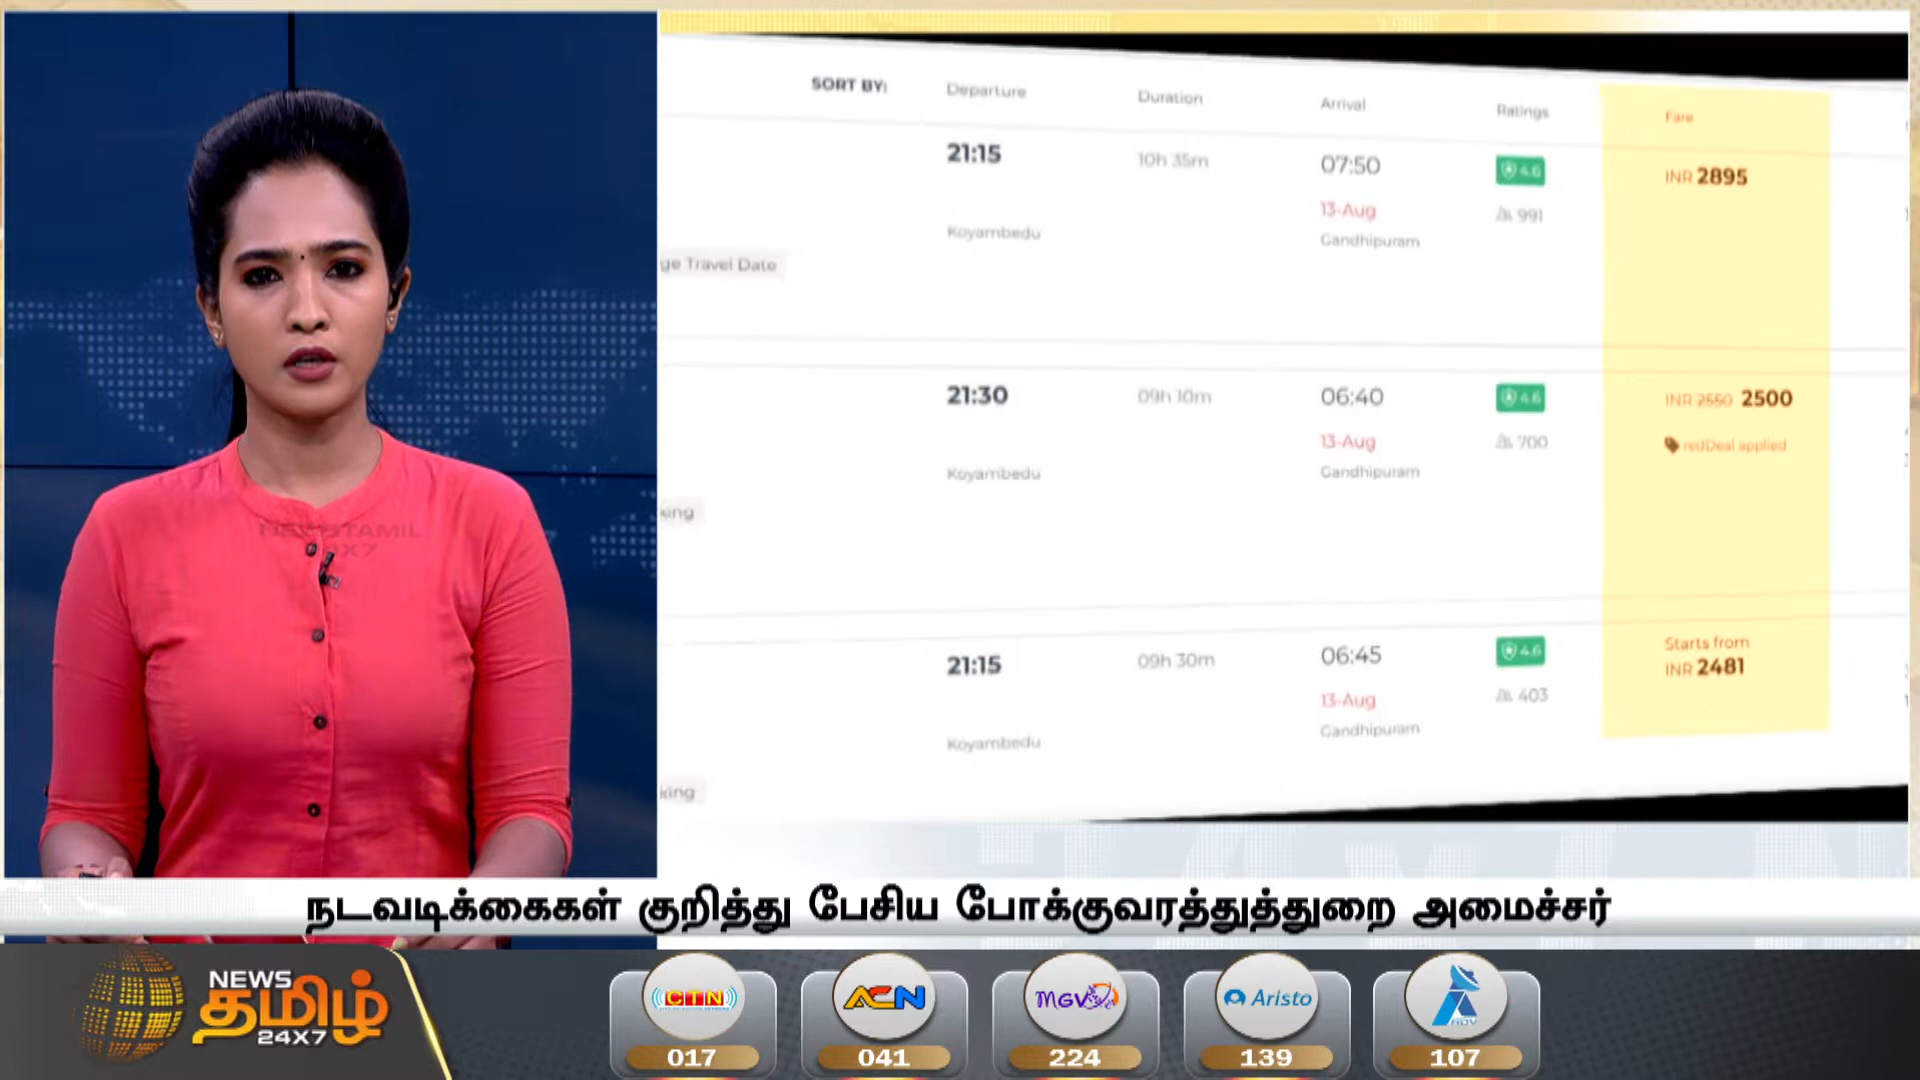 SORT BY: Departure Duration Arrival Ratings Fare
21:15 10h 35m 07:50 4.6 INR 2895
13-Aug 991
Koyambedu Gandhipuram
ge Travel Date
21:30 09h 10m 06:40 4.6 INR 2550 2500
13-Aug 700 redDeal applied
Koyambedu Gandhipuram
king
21:15 09h 30m 06:45 4.6 Starts from
INR 2481
13-Aug 403
Koyambedu Gandhipuram
king
NEWSTAMIL
24X7
நடவடிக்கைகள் குறித்து பேசிய போக்குவரத்துத்துறை அமைச்சர்
NEWS
தமிழ்
24X7
CTN ACN MGV Aristo ADV
017 041 224 139 107